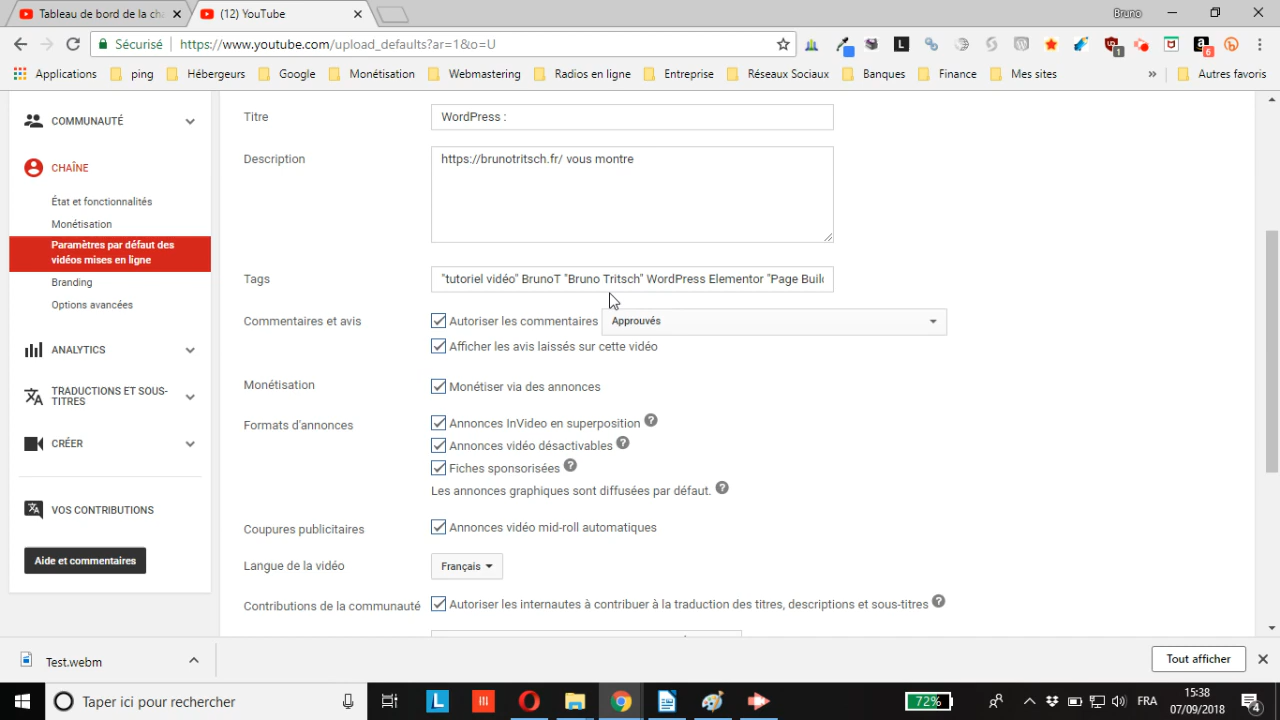 Tableau de bord de la cha
(12) YouTube
Bruno
Sécurisé
https://www.youtube.com/upload_defaults?ar=1&o=U
1
6
Applications
ping
Hébergeurs
Google
Monétisation
Webmastering
Radios en ligne
Entreprise
Réseaux Sociaux
Banques
Finance
Mes sites
»
Autres favoris
COMMUNAUTÉ
CHAÎNE
État et fonctionnalités
Monétisation
Paramètres par défaut des
vidéos mises en ligne
Branding
Options avancées
ANALYTICS
TRADUCTIONS ET SOUS-
TITRES
CRÉER
VOS CONTRIBUTIONS
Aide et commentaires
Titre
WordPress :
Description
https://brunotritsch.fr/ vous montre
Tags
"tutoriel vidéo" BrunoT "Bruno Tritsch" WordPress Elementor "Page Buil
Commentaires et avis
Autoriser les commentaires
Approuvés
Afficher les avis laissés sur cette vidéo
Monétisation
Monétiser via des annonces
Formats d'annonces
Annonces InVideo en superposition ?
Annonces vidéo désactivables ?
Fiches sponsorisées ?
Les annonces graphiques sont diffusées par défaut. ?
Coupures publicitaires
Annonces vidéo mid-roll automatiques
Langue de la vidéo
Français
Contributions de la communauté
Autoriser les internautes à contribuer à la traduction des titres, descriptions et sous-titres ?
Test.webm
Tout afficher
Taper ici pour rechercher
72%
FRA
15:38
07/09/2018
4